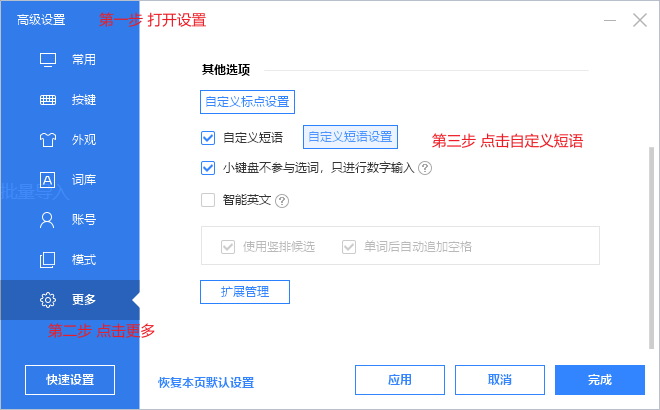 高级设置
第一步 打开设置
常用
按键
外观
词库
批量导入
账号
模式
更多
第二步 点击更多
快速设置
其他选项
自定义标点设置
自定义短语
自定义短语设置
第三步 点击自定义短语
小键盘不参与选词，只进行数字输入 ?
智能英文 ?
使用竖排候选
单词后自动追加空格
扩展管理
恢复本页默认设置
应用
取消
完成